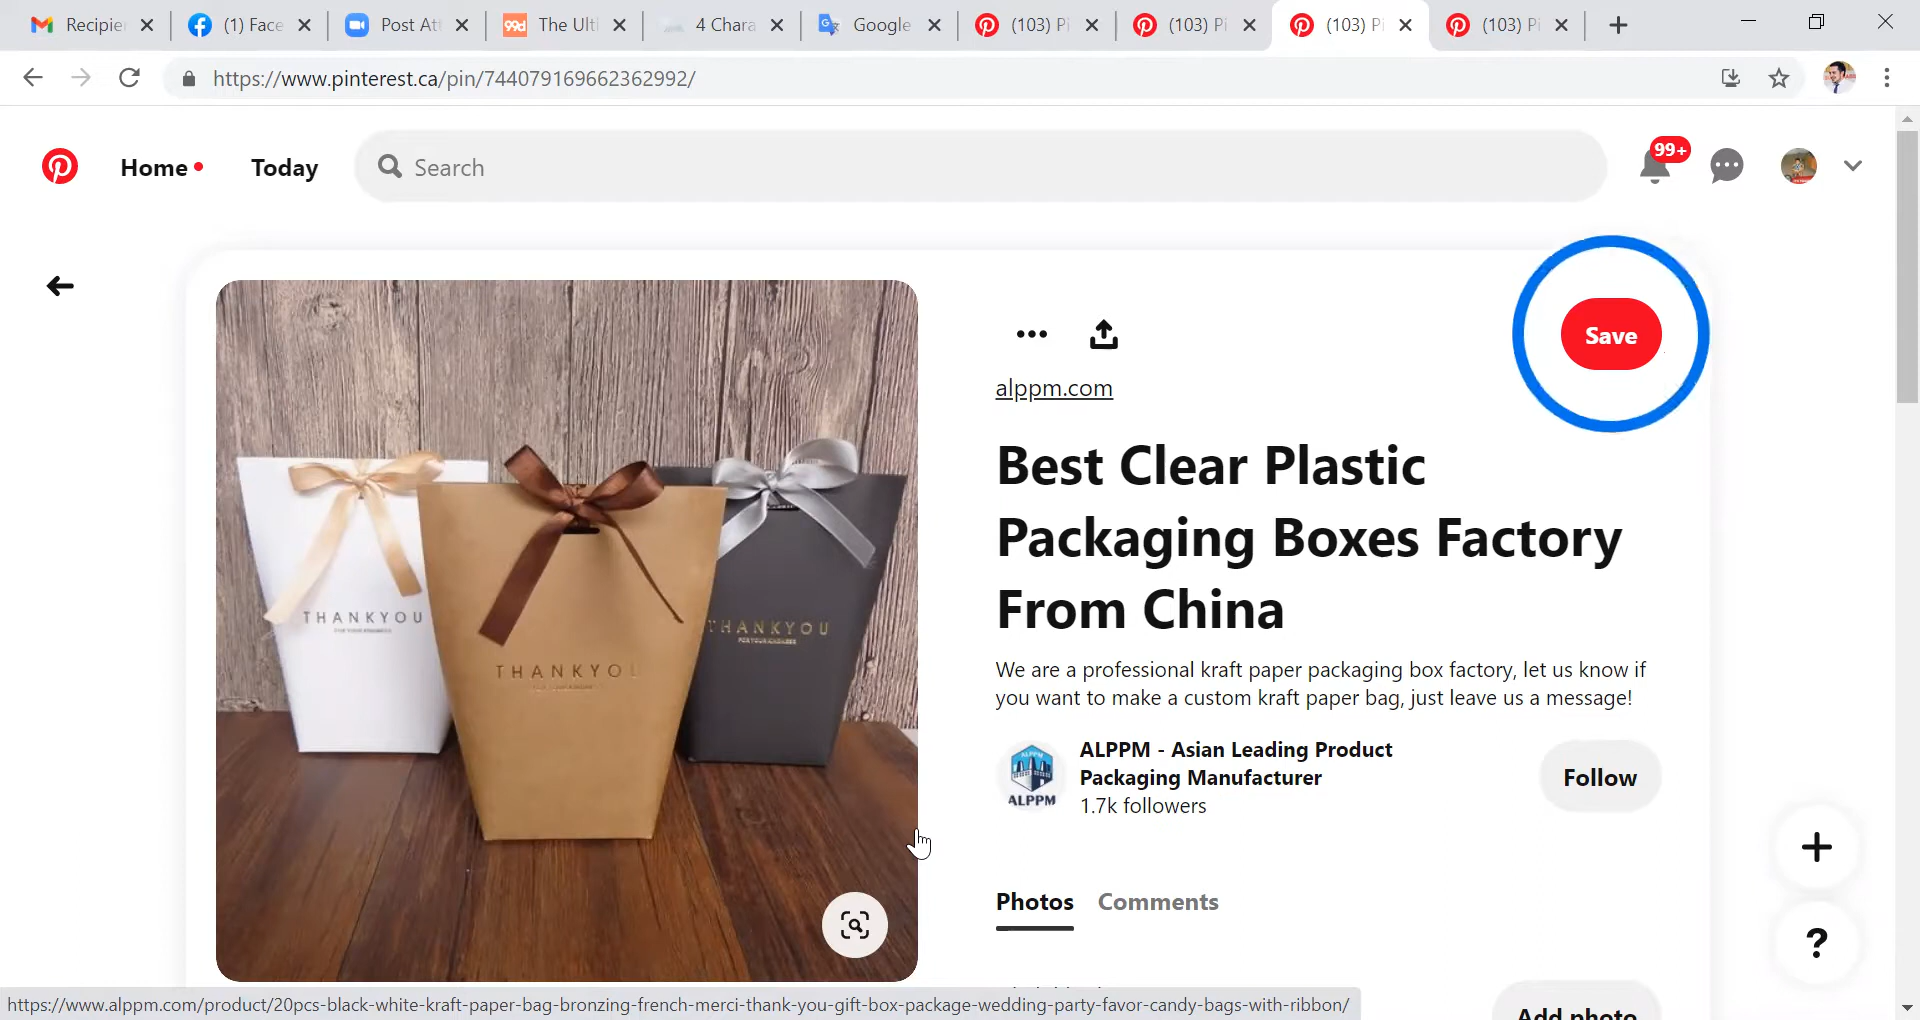 Recipie
(1) Face
Post Att
99d
The Ulti
4 Chara
Google
(103) Pi
(103) Pi
(103) Pi
(103) Pi
https://www.pinterest.ca/pin/744079169662362992/
Home
Today
Search
99+
Save
alppm.com
Best Clear Plastic
Packaging Boxes Factory
From China
We are a professional kraft paper packaging box factory, let us know if
you want to make a custom kraft paper bag, just leave us a message!
ALPPM
ALPPM - Asian Leading Product
Packaging Manufacturer
1.7k followers
Follow
THANKYOU
THANKYOU
THANKYOU
Photos
Comments
Add photo
https://www.alppm.com/product/20pcs-black-white-kraft-paper-bag-bronzing-french-merci-thank-you-gift-box-package-wedding-party-favor-candy-bags-with-ribbon/